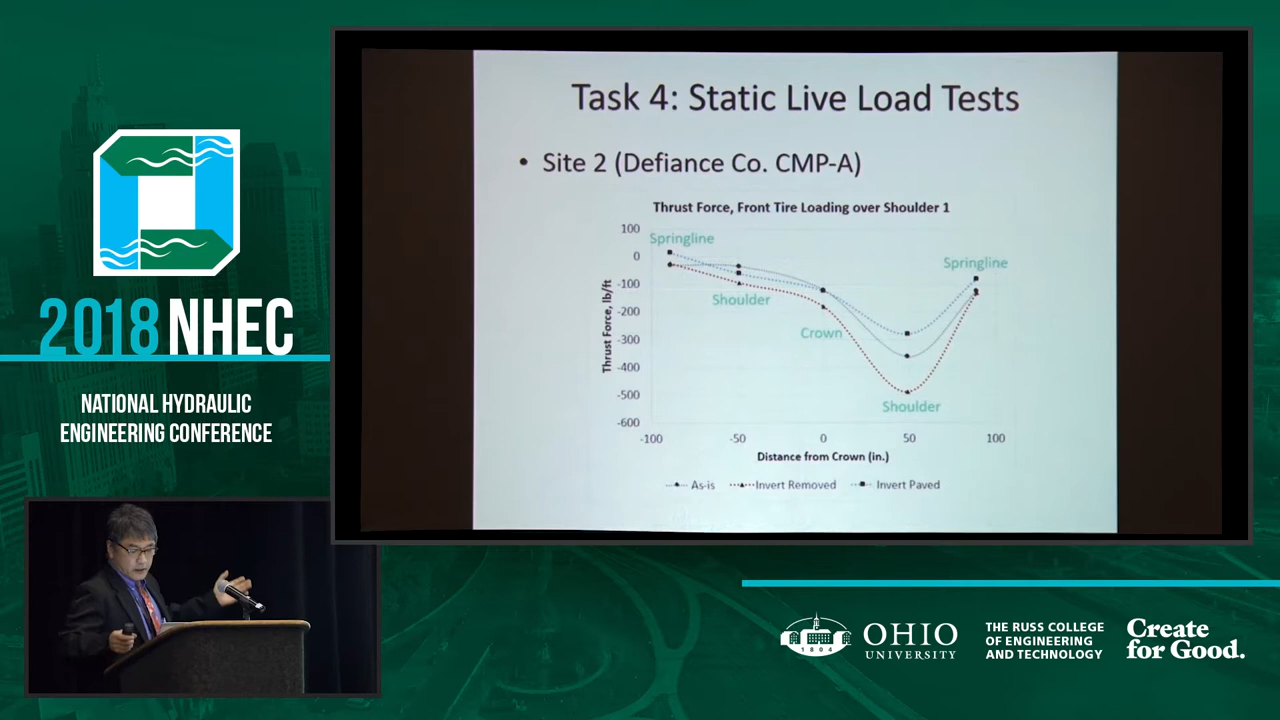 2018 NHEC
NATIONAL HYDRAULIC
ENGINEERING CONFERENCE
Task 4: Static Live Load Tests
• Site 2 (Defiance Co. CMP-A)
Thrust Force, Front Tire Loading over Shoulder 1
Thrust Force, lb/ft
100
0
-100
-200
-300
-400
-500
-600
Springline
Shoulder
Crown
Shoulder
Springline
-100 -50 0 50 100
Distance from Crown (in.)
As-is Invert Removed Invert Paved
1804
OHIO
UNIVERSITY
THE RUSS COLLEGE
OF ENGINEERING
AND TECHNOLOGY
Create
for Good.